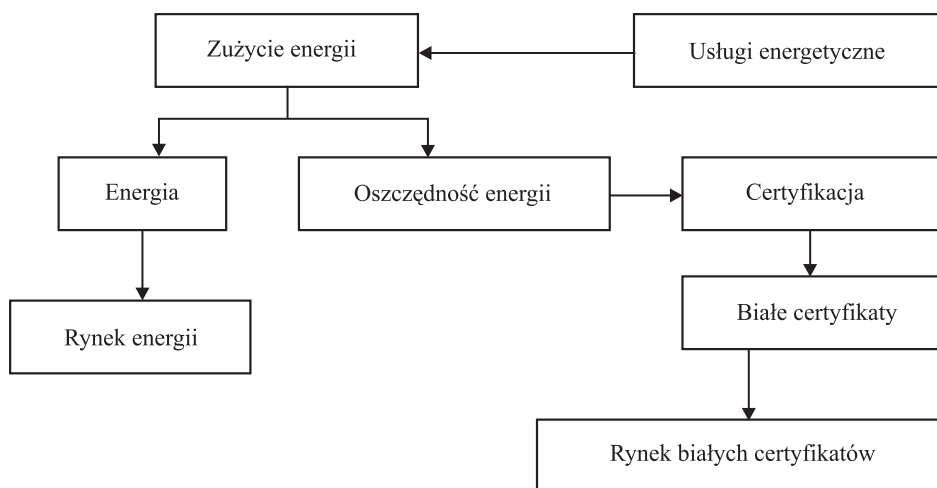 Zużycie energii
Usługi energetyczne
Energia
Oszczędność energii
Certyfikacja
Rynek energii
Białe certyfikaty
Rynek białych certyfikatów